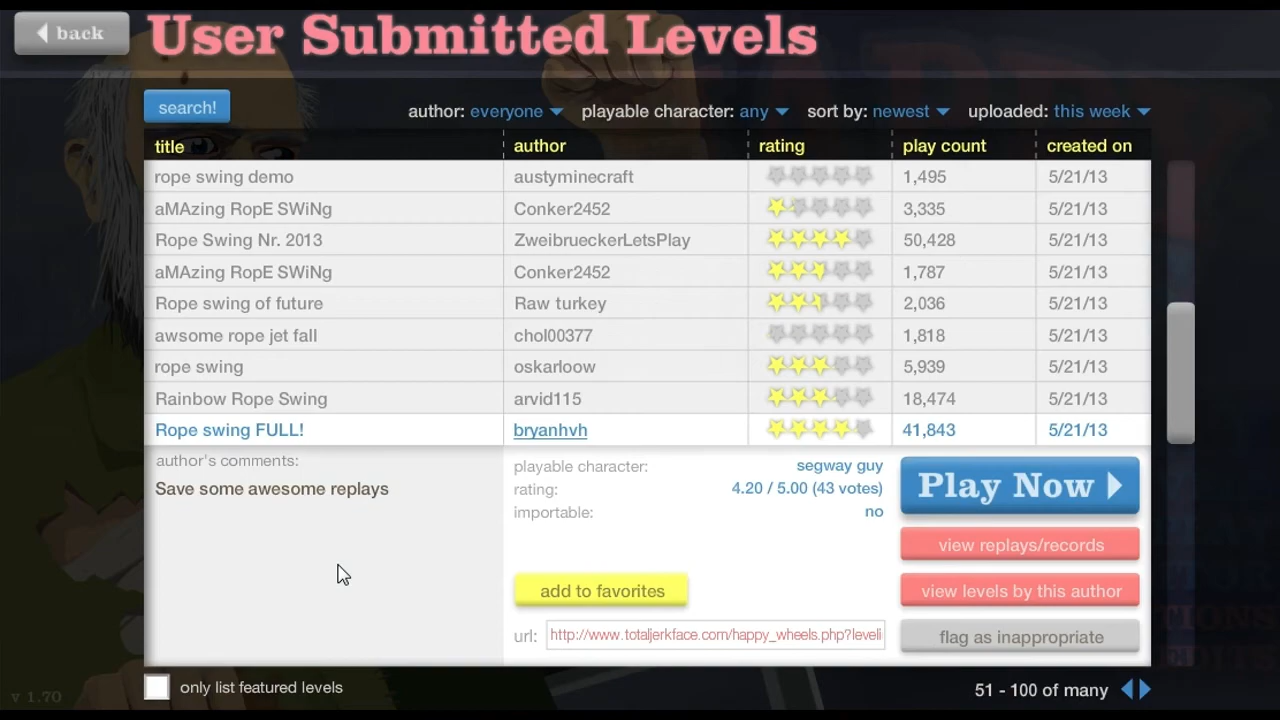 back
User Submitted Levels
search!
author: everyone playable character: any sort by: newest uploaded: this week
title author rating play count created on
rope swing demo austyminecraft 1,495 5/21/13
aMAzing RopE SWiNg Conker2452 3,335 5/21/13
Rope Swing Nr. 2013 ZweibrueckerLetsPlay 50,428 5/21/13
aMAzing RopE SWiNg Conker2452 1,787 5/21/13
Rope swing of future Raw turkey 2,036 5/21/13
awsome rope jet fall chol00377 1,818 5/21/13
rope swing oskarloow 5,939 5/21/13
Rainbow Rope Swing arvid115 18,474 5/21/13
Rope swing FULL! bryanhvh 41,843 5/21/13
author's comments:
Save some awesome replays
playable character: segway guy
rating: 4.20 / 5.00 (43 votes)
importable: no
add to favorites
url: http://www.totaljerkface.com/happy_wheels.php?leveli
Play Now
view replays/records
view levels by this author
flag as inappropriate
v 1.70
only list featured levels
51 - 100 of many